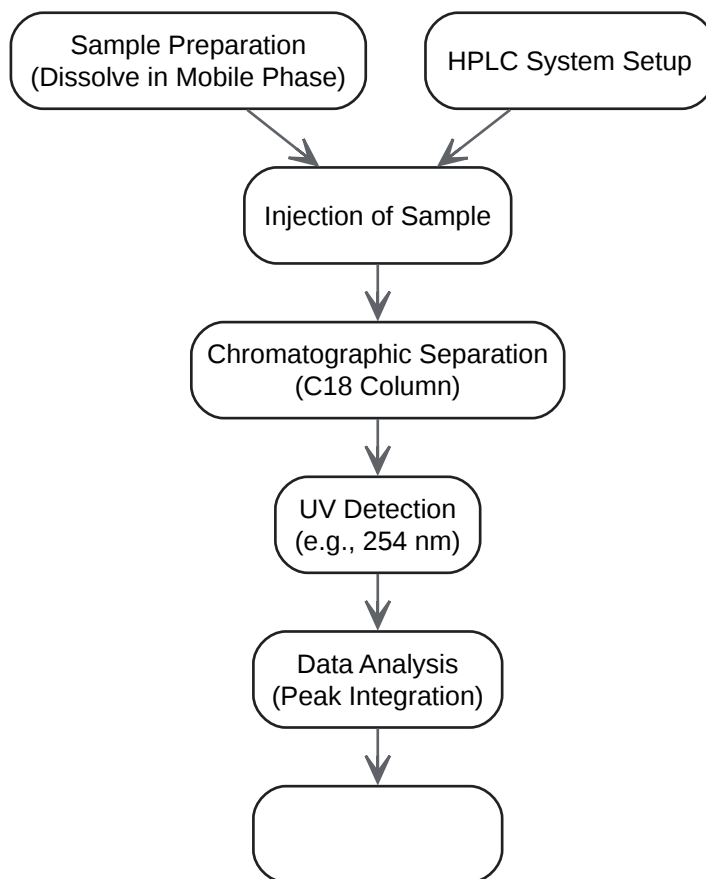 Sample Preparation
(Dissolve in Mobile Phase)
HPLC System Setup
Injection of Sample
Chromatographic Separation
(C18 Column)
UV Detection
(e.g., 254 nm)
Data Analysis
(Peak Integration)